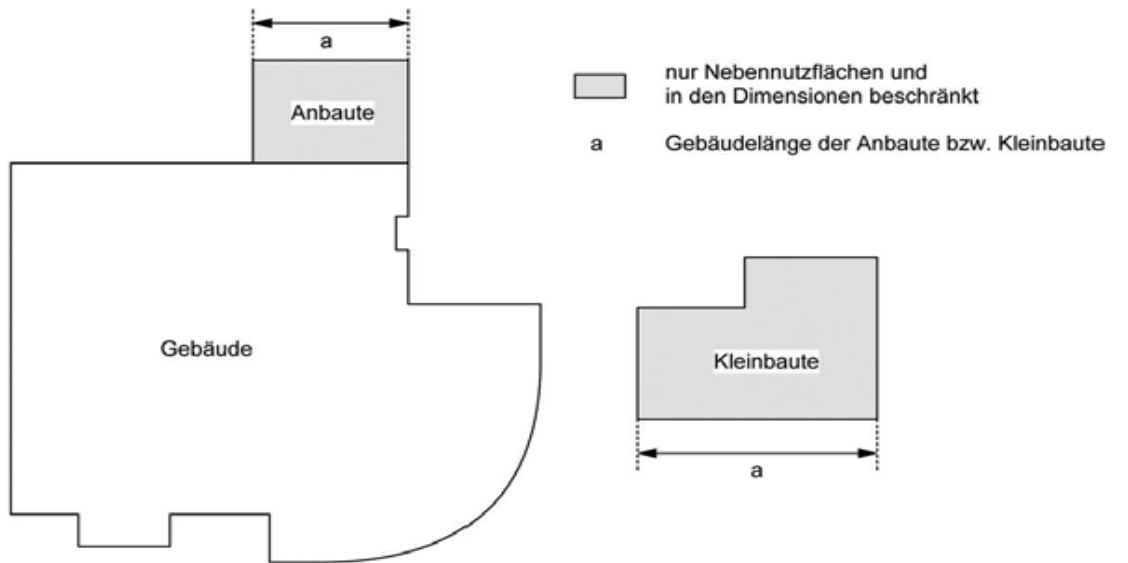 a
Anbaute
nur Nebennutzflächen und
in den Dimensionen beschränkt
a Gebäudelänge der Anbaute bzw. Kleinbaute
Gebäude
Kleinbaute
a